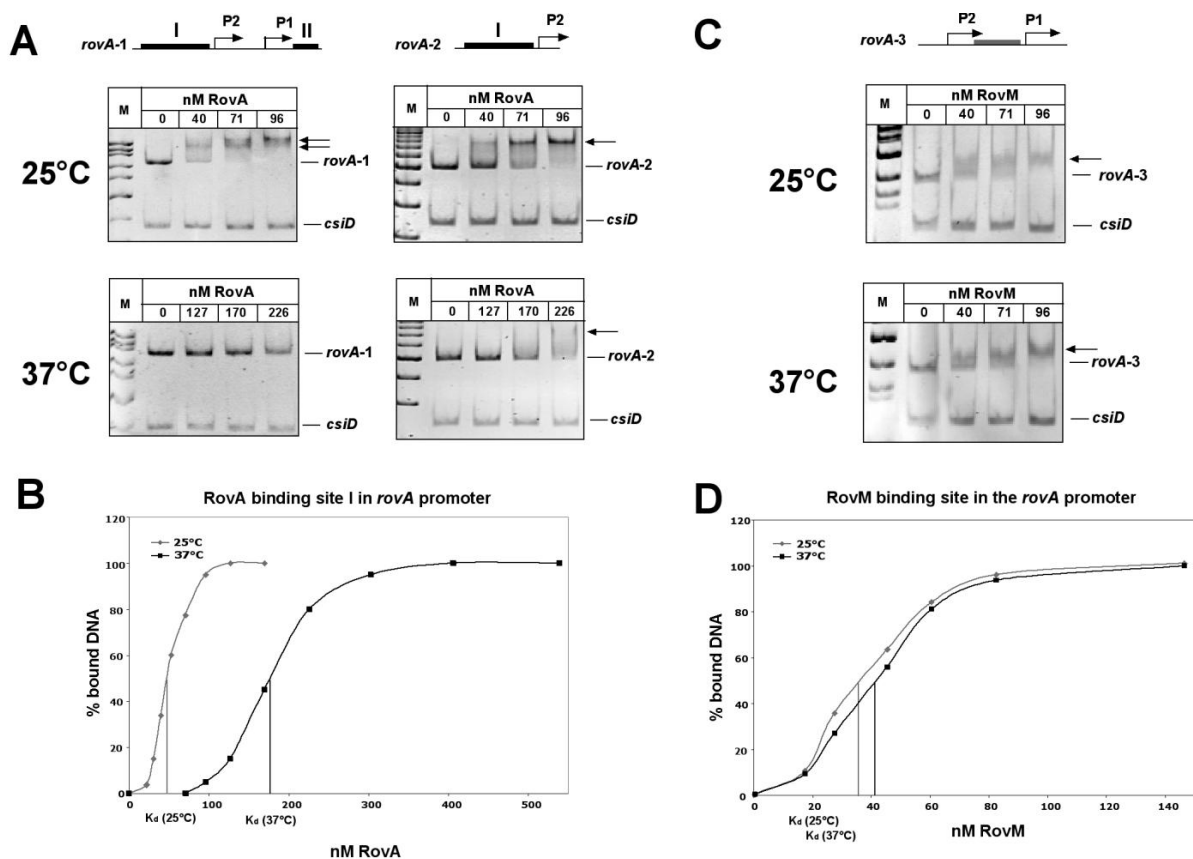 A
I P2 P1 II
rovA-1
nM RovA
M 0 40 71 96
25°C
rovA-1
csiD
I P2
rovA-2
nM RovA
M 0 40 71 96
rovA-2
csiD
nM RovA
M 0 127 170 226
37°C
rovA-1
csiD
nM RovA
M 0 127 170 226
rovA-2
csiD
B
RovA binding site I in rovA promoter
25°C
37°C
% bound DNA
120
100
80
60
40
20
0
0 100 200 300 400 500
Kd (25°C) Kd (37°C)
nM RovA
C
P2 P1
rovA-3
nM RovM
M 0 40 71 96
25°C
rovA-3
csiD
nM RovM
M 0 40 71 96
37°C
rovA-3
csiD
D
RovM binding site in the rovA promoter
25°C
37°C
% bound DNA
120
100
80
60
40
20
0
0 20 40 60 80 100 120 140
Kd (25°C)
Kd (37°C)
nM RovM